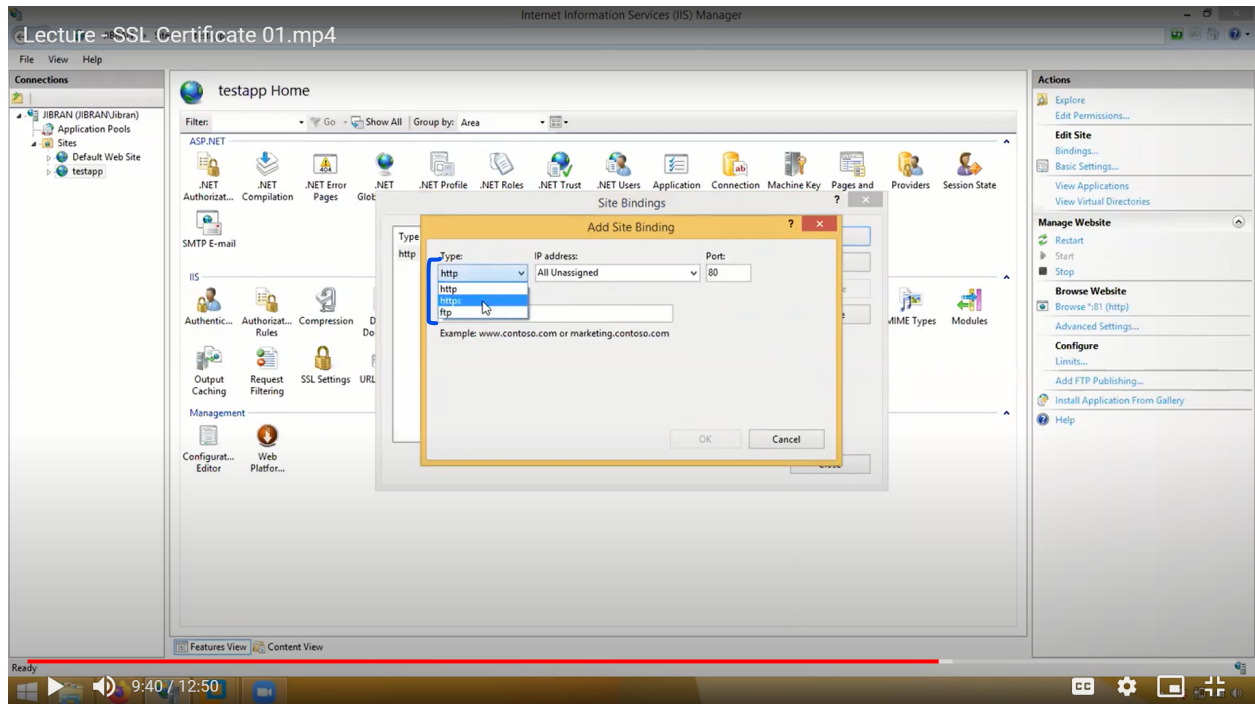 Internet Information Services (IIS) Manager
Lecture - SSL Certificate 01.mp4
File View Help
Connections
JIBRAN (JIBRAN\Jibran)
Application Pools
Sites
Default Web Site
testapp
testapp Home
Filter: Go Show All Group by: Area
ASP.NET
.NET Authorizat...
.NET Compilation
.NET Error Pages
.NET Glob
.NET Profile
.NET Roles
.NET Trust
.NET Users
Application
Connection
Machine Key
Pages and
Providers
Session State
SMTP E-mail
IIS
Authentic...
Authorizat... Rules
Compression
D
Do
MIME Types
Modules
Output Caching
Request Filtering
SSL Settings
URL
Management
Configurat... Editor
Web Platfor...
Site Bindings
?
Type
http
Close
Add Site Binding
?
Type:
IP address:
Port:
http
All Unassigned
80
http
https
ftp
Example: www.contoso.com or marketing.contoso.com
OK
Cancel
Actions
Explore
Edit Permissions...
Edit Site
Bindings...
Basic Settings...
View Applications
View Virtual Directories
Manage Website
Restart
Start
Stop
Browse Website
Browse *:81 (http)
Advanced Settings...
Configure
Limits...
Add FTP Publishing...
Install Application From Gallery
Help
Features View
Content View
Ready
9:40 / 12:50
CC